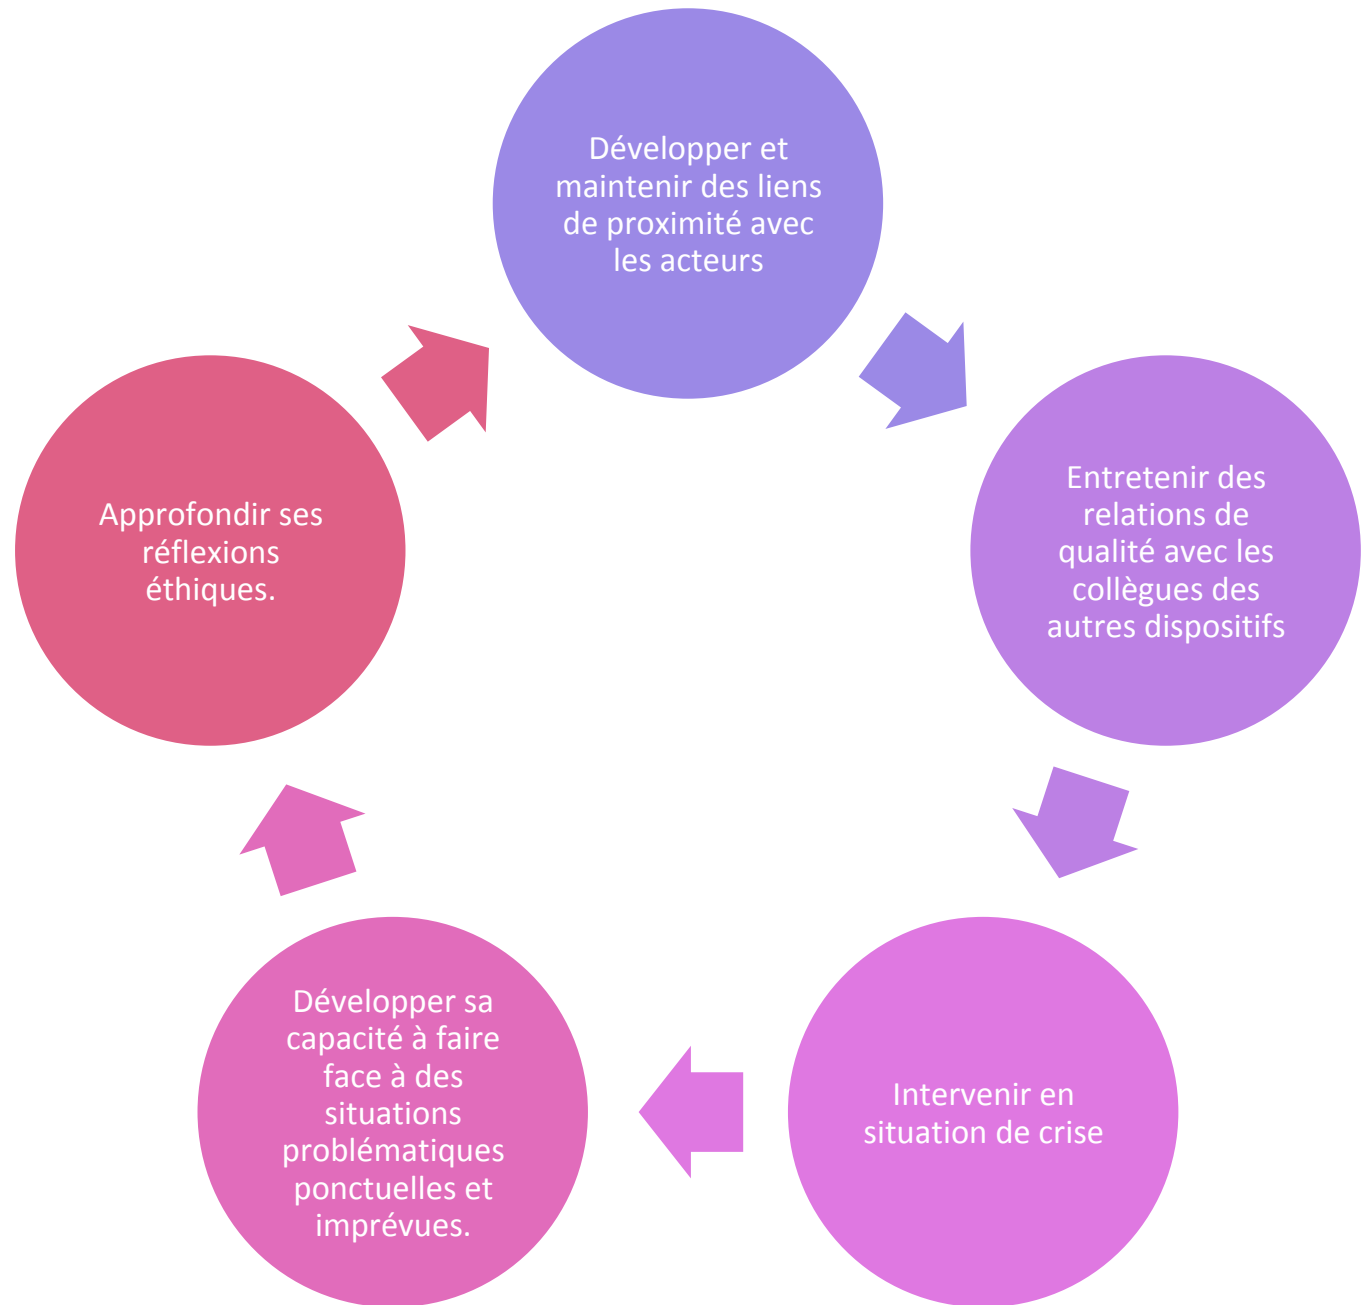 Développer et
maintenir des liens
de proximité avec
les acteurs
Entretenir des
relations de
qualité avec les
collègues des
autres dispositifs
Intervenir en
situation de crise
Développer sa
capacité à faire
face à des
situations
problématiques
ponctuelles et
imprévues.
Approfondir ses
réflexions
éthiques.